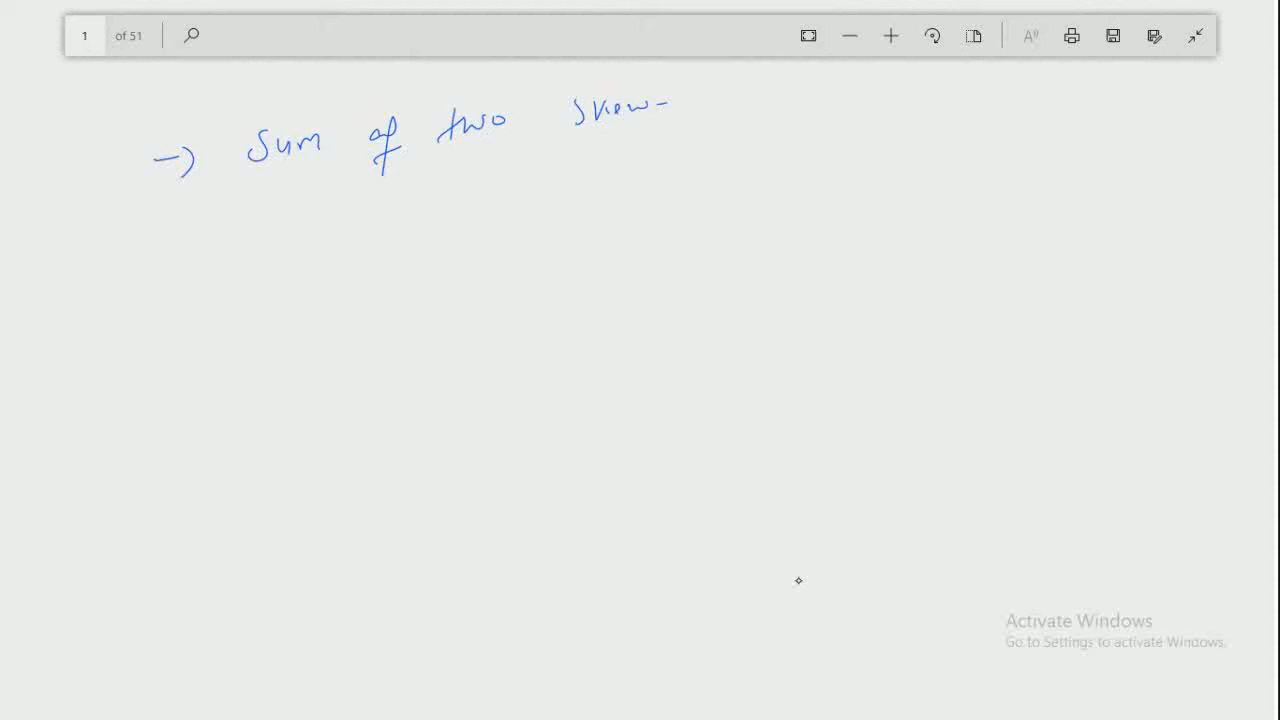 1 of 51
→ Sum of two skew-
Activate Windows
Go to Settings to activate Windows.